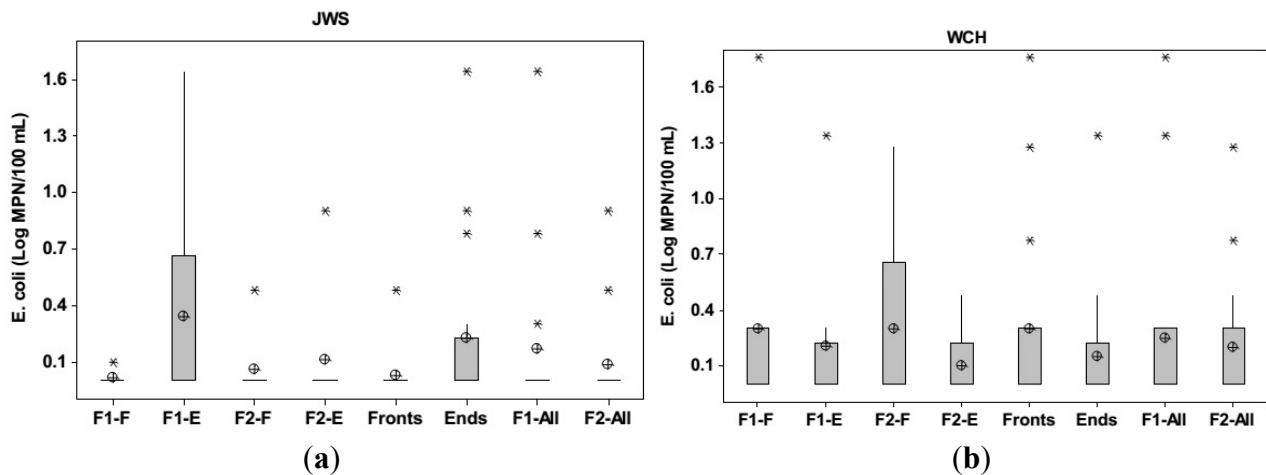 JWS
E. coli (Log MPN/100 mL)
1.6
1.3
1.0
0.7
0.4
0.1
F1-F F1-E F2-F F2-E Fronts Ends F1-All F2-All
(a)
WCH
E. coli (Log MPN/100 mL)
1.6
1.3
1.0
0.7
0.4
0.1
F1-F F1-E F2-F F2-E Fronts Ends F1-All F2-All
(b)